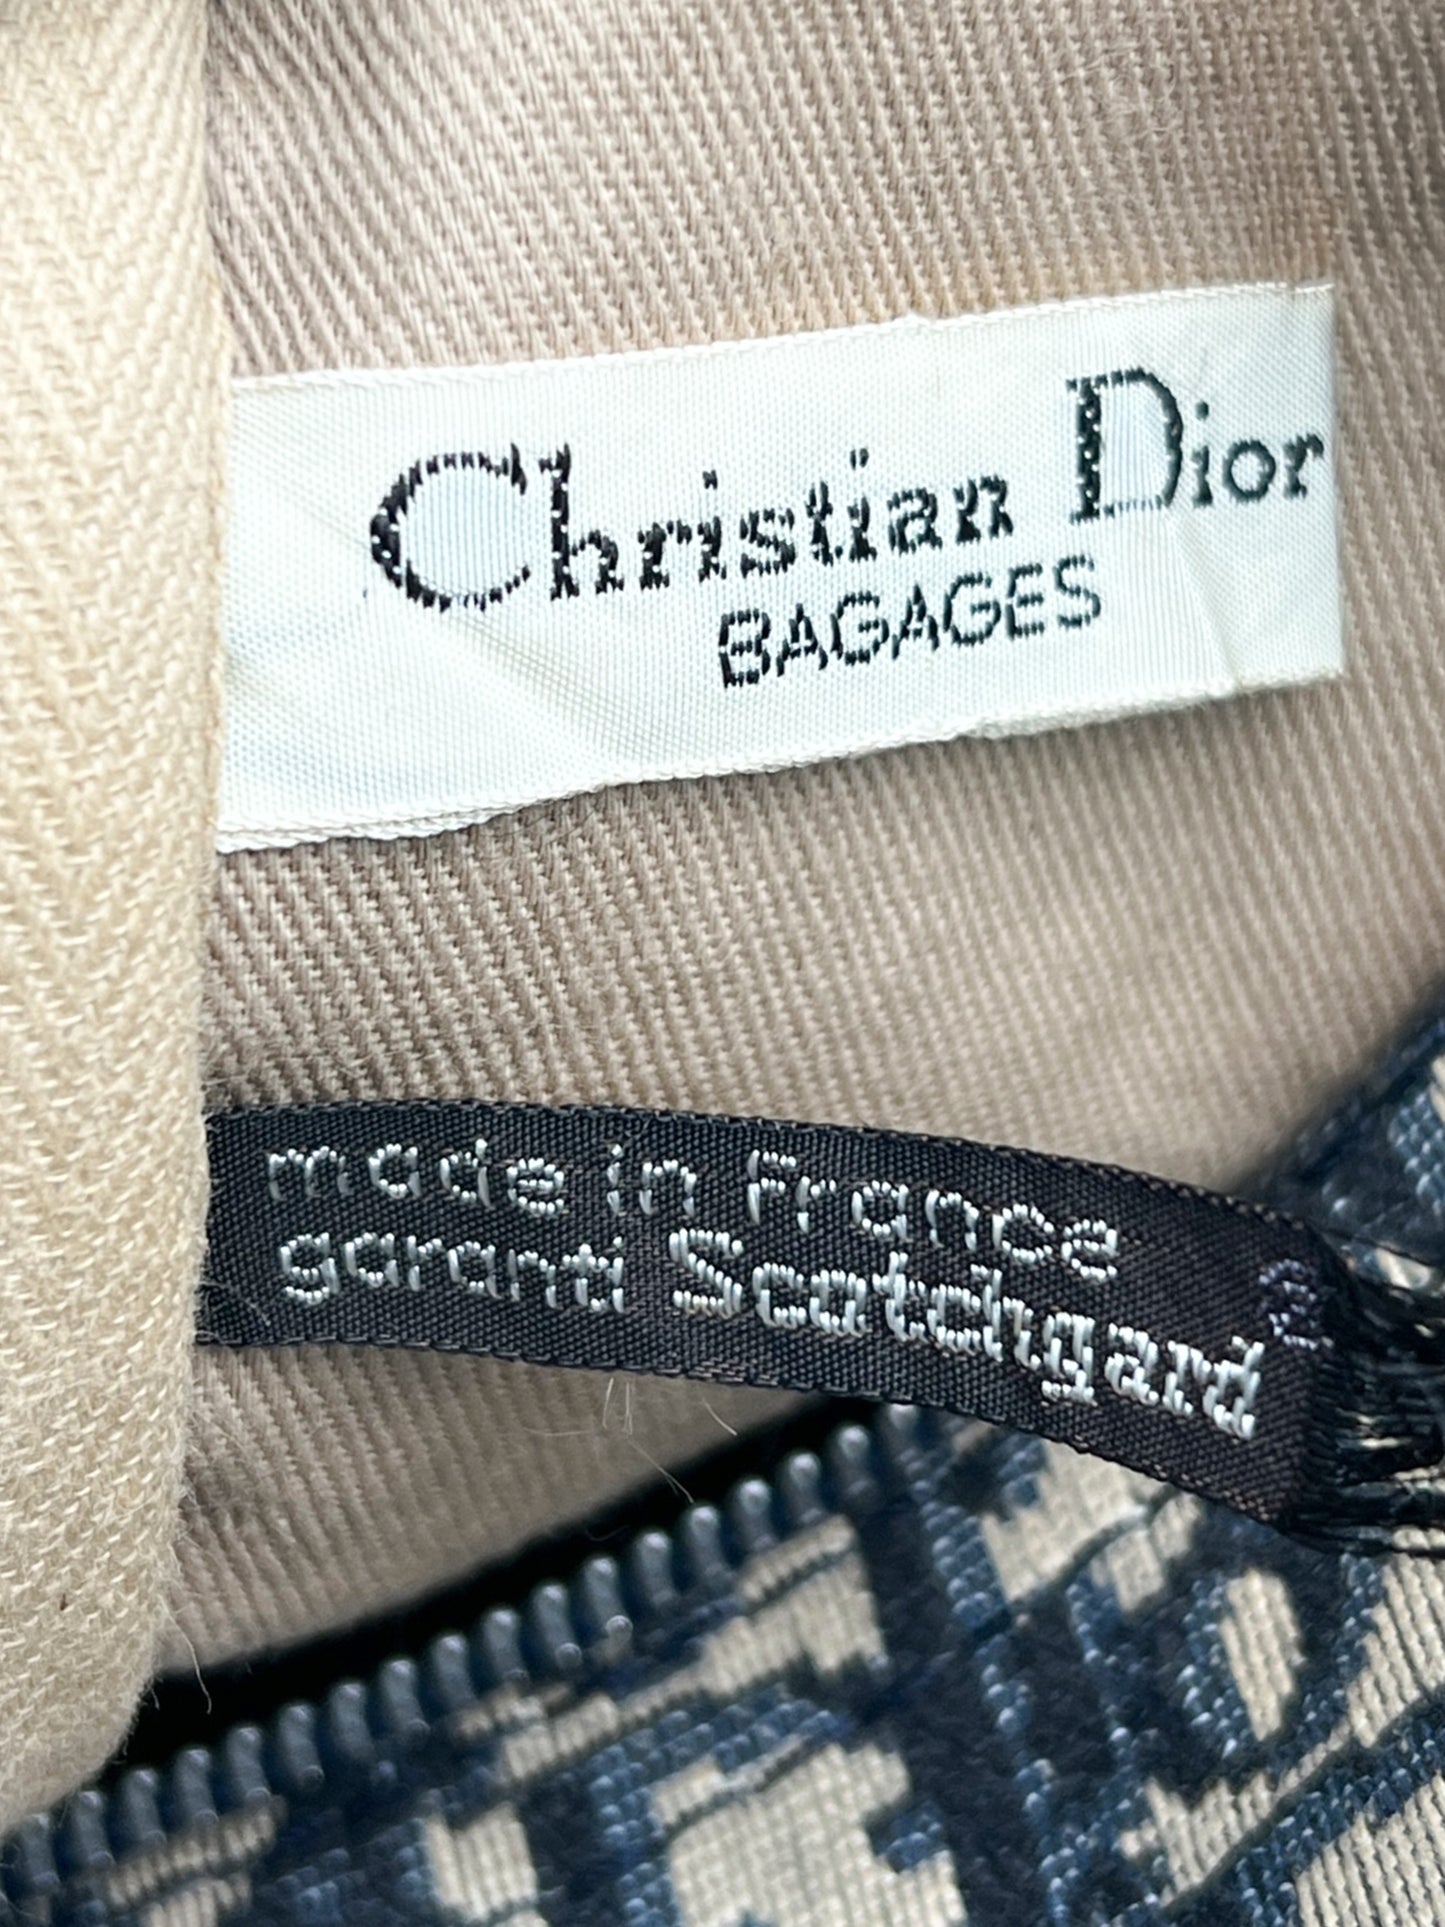 Christian Dior
BAGAGES
made in France
garanti Scotchgard®